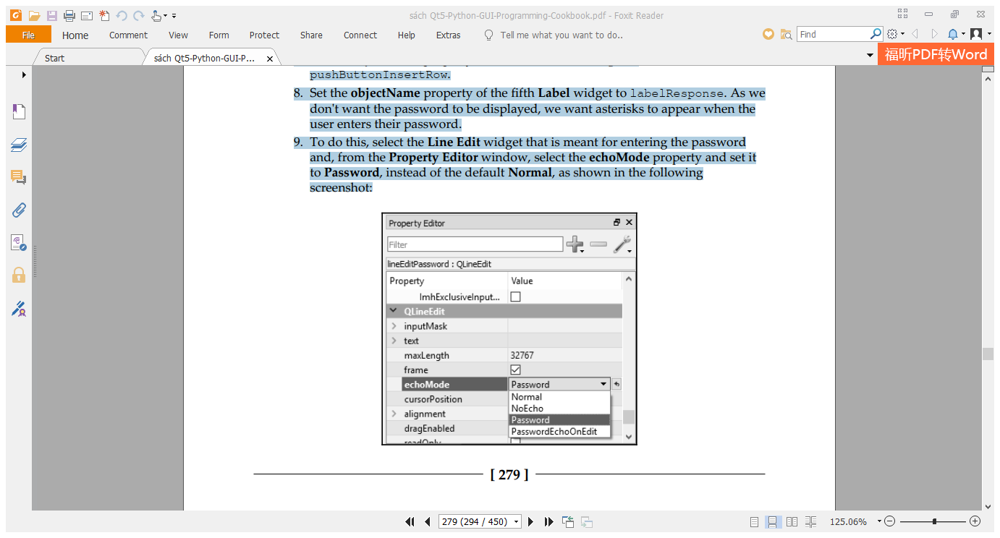 sách Qt5-Python-GUI-Programming-Cookbook.pdf - Foxit Reader
File Home Comment View Form Protect Share Connect Help Extras Tell me what you want to do.. Find
Start sách Qt5-Python-GUI-P... 福昕PDF转Word
pushButtonInsertRow.
8. Set the objectName property of the fifth Label widget to labelResponse. As we
don't want the password to be displayed, we want asterisks to appear when the
user enters their password.
9. To do this, select the Line Edit widget that is meant for entering the password
and, from the Property Editor window, select the echoMode property and set it
to Password, instead of the default Normal, as shown in the following
screenshot:
Property Editor
Filter
lineEditPassword : QLineEdit
Property Value
ImhExclusiveInput...
QLineEdit
inputMask
text
maxLength 32767
frame
echoMode Password
cursorPosition Normal
NoEcho
alignment Password
dragEnabled PasswordEchoOnEdit
readOnly
[ 279 ]
279 (294 / 450) 125.06%